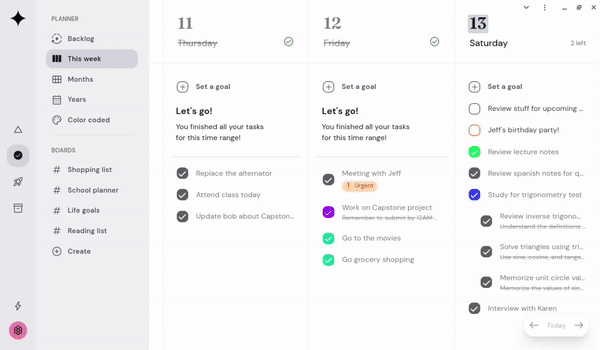 PLANNER
Backlog
This week
Months
Years
Color coded
BOARDS
# Shopping list
# School planner
# Life goals
# Reading list
Create
11
Thursday
Set a goal
Let's go!
You finished all your tasks
for this time range!
Replace the alternator
Attend class today
Update bob about Capston...
12
Friday
Set a goal
Let's go!
You finished all your tasks
for this time range!
Meeting with Jeff
! Urgent
Work on Capstone project
Remember to submit by 12AM...
Go to the movies
Go grocery shopping
13
Saturday
2 left
Set a goal
Review stuff for upcoming ...
Jeff's birthday party!
Review lecture notes
Review spanish notes for q...
Study for trigonometry test
Review inverse trigono...
Understand the definitions...
Solve triangles using tri...
Use sine, cosine, and tange...
Memorize unit circle val...
Memorize the values of sin...
Interview with Karen
Today